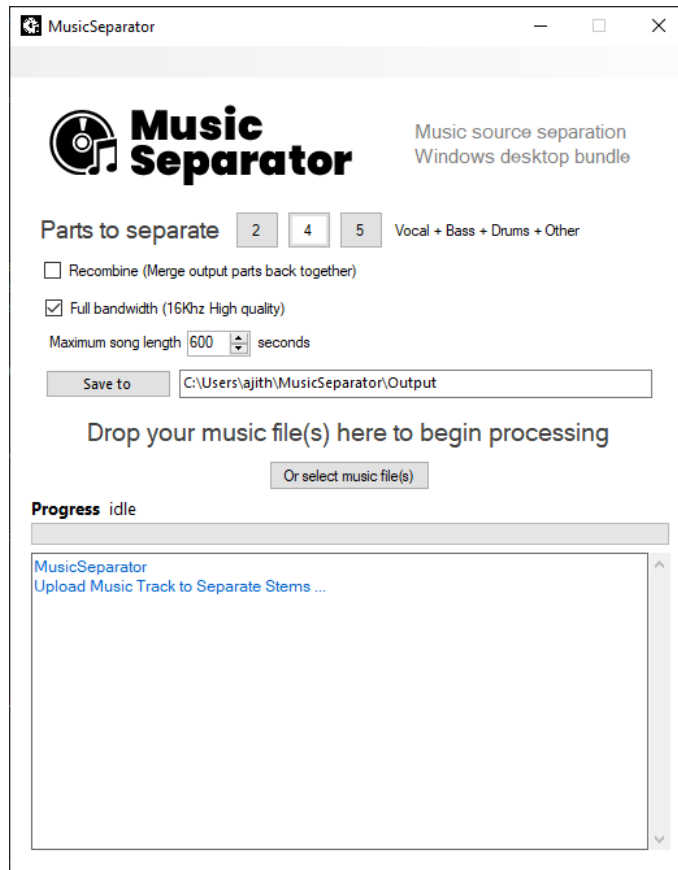 MusicSeparator
Music
Separator
Music source separation
Windows desktop bundle
Parts to separate 2 4 5 Vocal + Bass + Drums + Other
Recombine (Merge output parts back together)
Full bandwidth (16Khz High quality)
Maximum song length 600 seconds
Save to C:\Users\ajith\MusicSeparator\Output
Drop your music file(s) here to begin processing
Or select music file(s)
Progress idle
MusicSeparator
Upload Music Track to Separate Stems ...